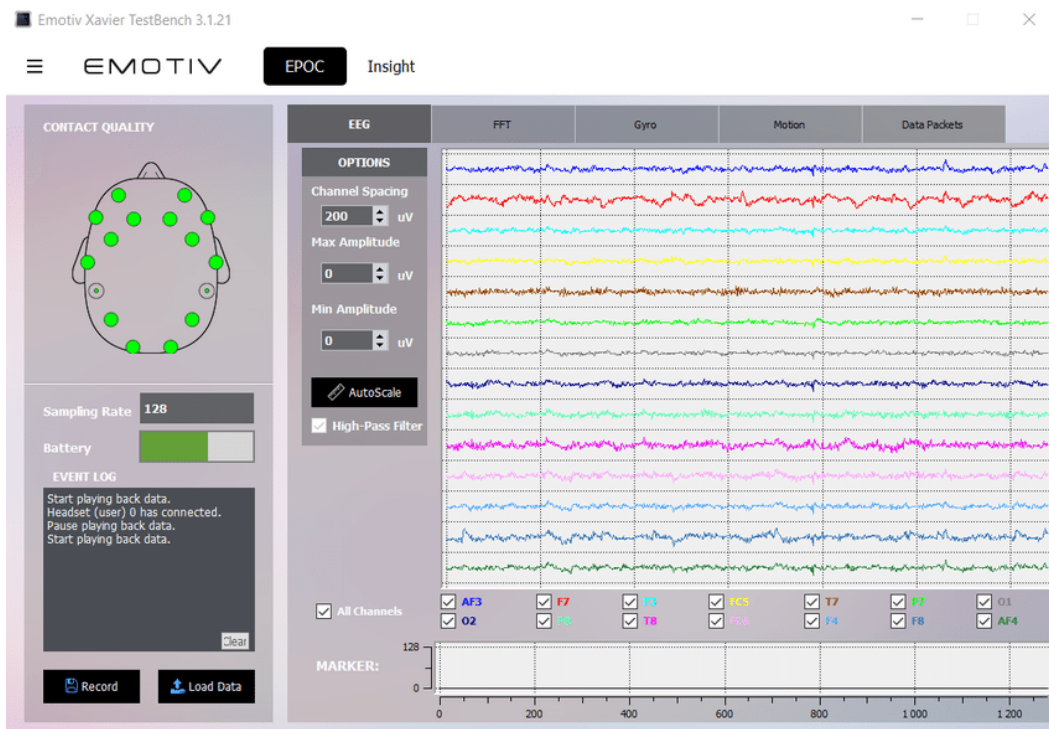 Emotiv Xavier TestBench 3.1.21
EMOTIV
EPOC
Insight
CONTACT QUALITY
Sampling Rate 128
Battery
EVENT LOG
Start playing back data.
Headset (user) 0 has connected.
Pause playing back data.
Start playing back data.
Clear
Record
Load Data
EEG
FFT
Gyro
Motion
Data Packets
OPTIONS
Channel Spacing
200 uV
Max Amplitude
0 uV
Min Amplitude
0 uV
AutoScale
High-Pass Filter
All Channels
AF3 F7 F3 FC5 T7 P7 O1
O2 P8 T8 FC6 F4 F8 AF4
MARKER:
128
0
0 200 400 600 800 1 000 1 200